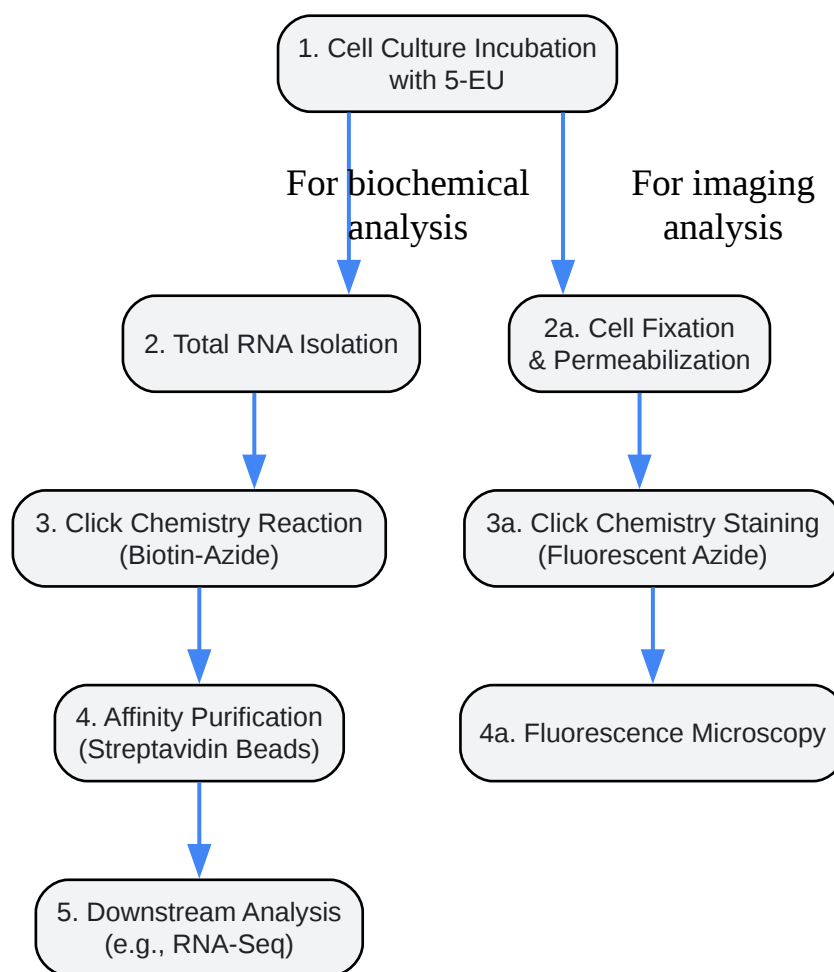 1. Cell Culture Incubation
with 5-EU
For biochemical
analysis
For imaging
analysis
2. Total RNA Isolation
2a. Cell Fixation
& Permeabilization
3. Click Chemistry Reaction
(Biotin-Azide)
3a. Click Chemistry Staining
(Fluorescent Azide)
4. Affinity Purification
(Streptavidin Beads)
4a. Fluorescence Microscopy
5. Downstream Analysis
(e.g., RNA-Seq)